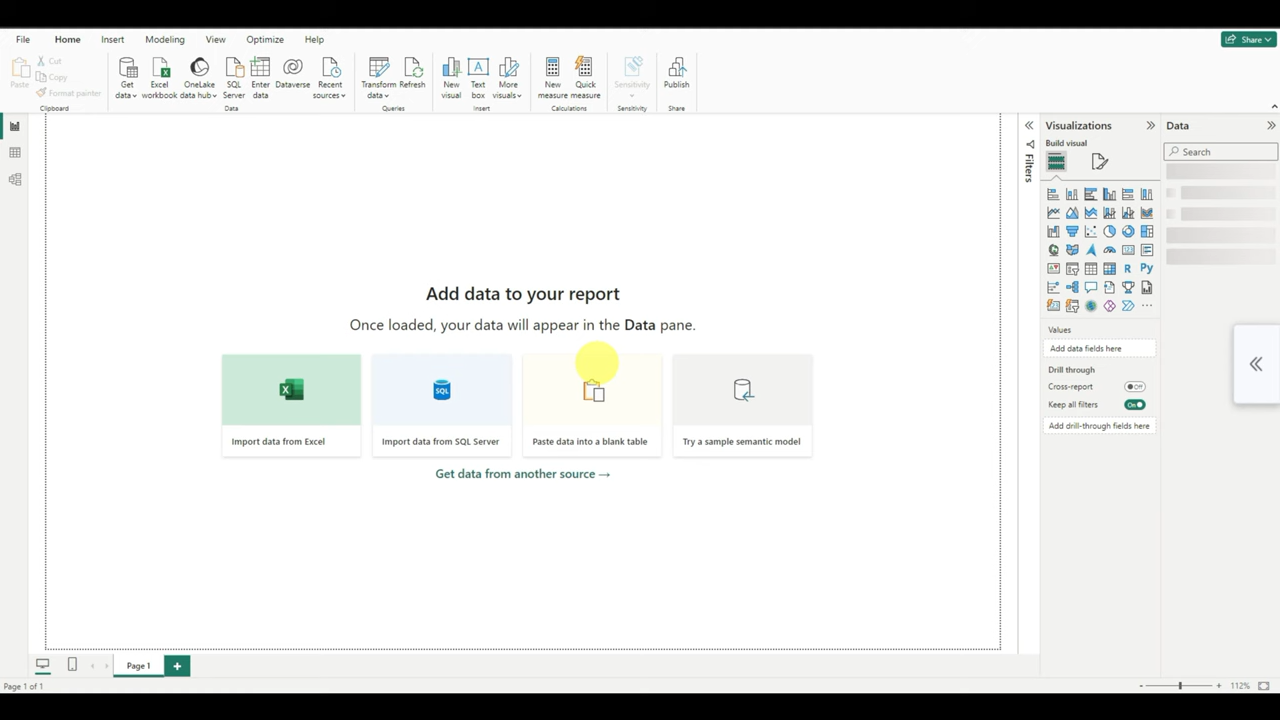 File Home Insert Modeling View Optimize Help
Share
Paste
Cut
Copy
Format painter
Clipboard
Get data
Excel workbook
OneLake data hub
SQL Server
Enter data
Dataverse
Recent sources
Data
Transform data
Refresh
Queries
New visual
Text box
More visuals
Insert
New measure
Quick measure
Calculations
Sensitivity
Sensitivity
Publish
Share
Filters
Visualizations
Build visual
R
Py
Values
Add data fields here
Drill through
Cross-report
Off
Keep all filters
On
Add drill-through fields here
Data
Search
Add data to your report
Once loaded, your data will appear in the Data pane.
X
SQL
Import data from Excel
Import data from SQL Server
Paste data into a blank table
Try a sample semantic model
Get data from another source →
Page 1
Page 1 of 1
112%